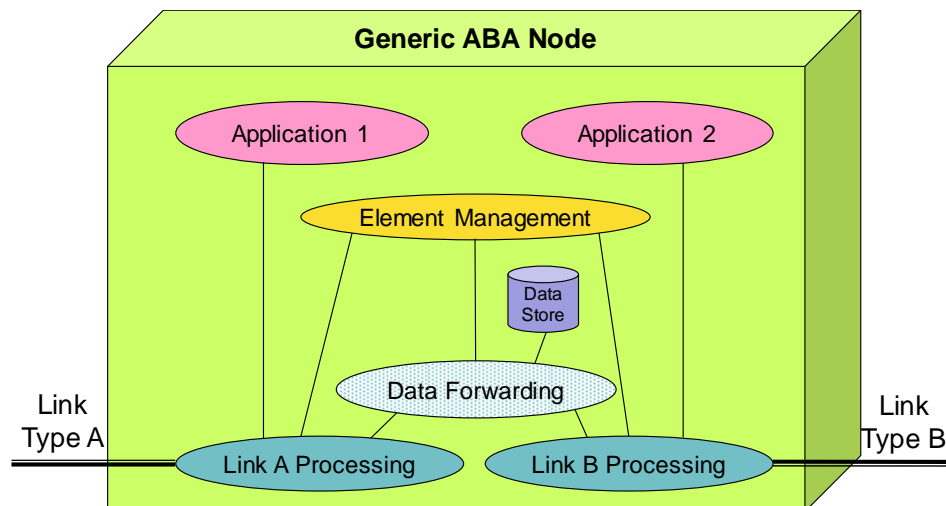 Generic ABA Node
Application 1
Application 2
Element Management
Data
Store
Data Forwarding
Link
Type A
Link
Type B
Link A Processing
Link B Processing